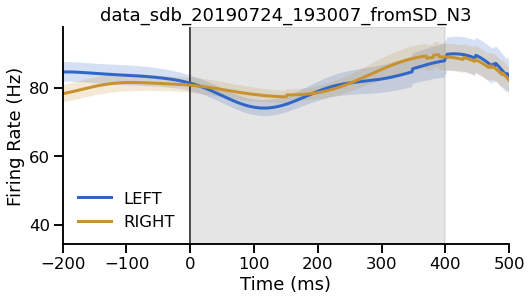 data_sdb_20190724_193007_fromSD_N3
Firing Rate (Hz)
80
60
40
LEFT
RIGHT
−200 −100 0 100 200 300 400 500
Time (ms)